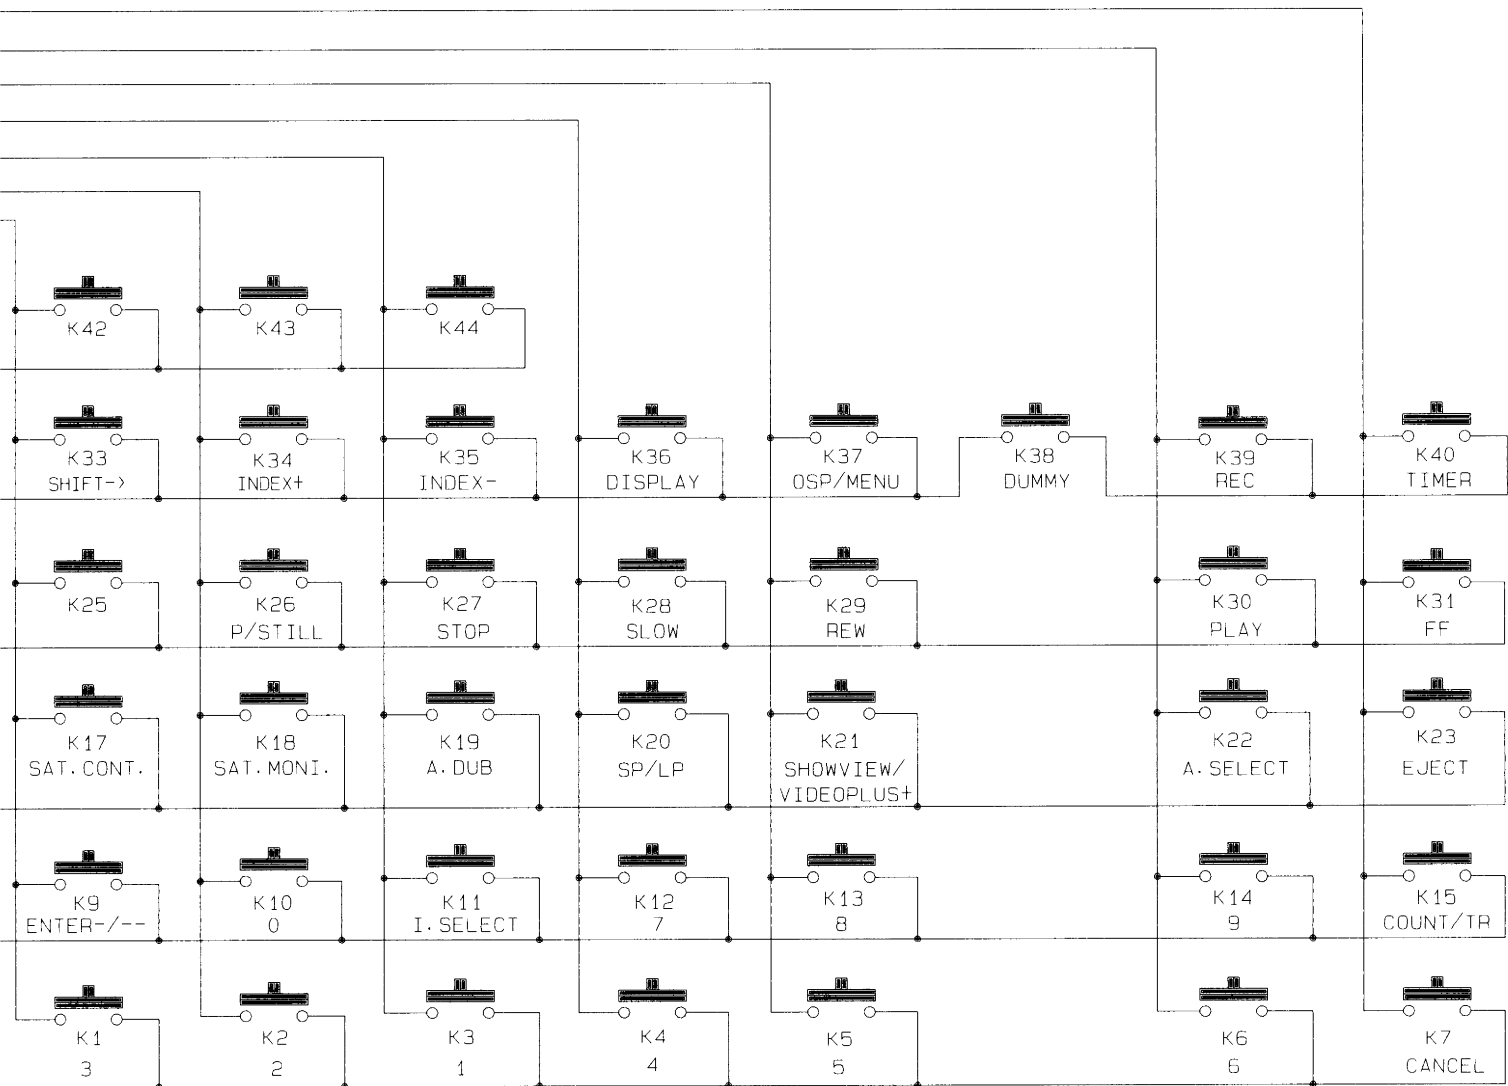 K42
K43
K44
K33
SHIFT->
K34
INDEX+
K35
INDEX-
K36
DISPLAY
K37
OSP/MENU
K38
DUMMY
K39
REC
K40
TIMER
K25
K26
P/STILL
K27
STOP
K28
SLOW
K29
REW
K30
PLAY
K31
FF
K17
SAT.CONT.
K18
SAT.MONI.
K19
A.DUB
K20
SP/LP
K21
SHOWVIEW/
VIDEOPLUS+
K22
A.SELECT
K23
EJECT
K9
ENTER-/--
K10
0
K11
I.SELECT
K12
7
K13
8
K14
9
K15
COUNT/TR
K1
3
K2
2
K3
1
K4
4
K5
5
K6
6
K7
CANCEL